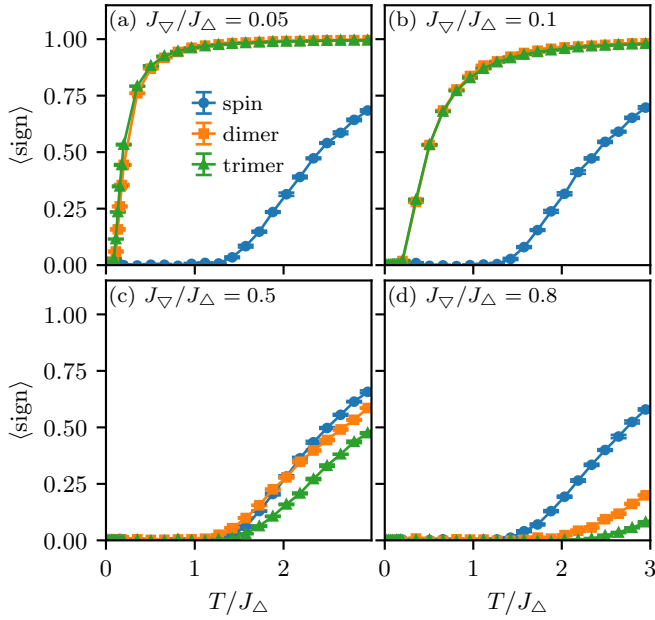 (a) J▽/J△ = 0.05
(b) J▽/J△ = 0.1
1.00
0.75
0.50
0.25
0.00
⟨sign⟩
spin
dimer
trimer
(c) J▽/J△ = 0.5
(d) J▽/J△ = 0.8
1.00
0.75
0.50
0.25
0.00
⟨sign⟩
0
1
2
0
1
2
3
T/J△
T/J△